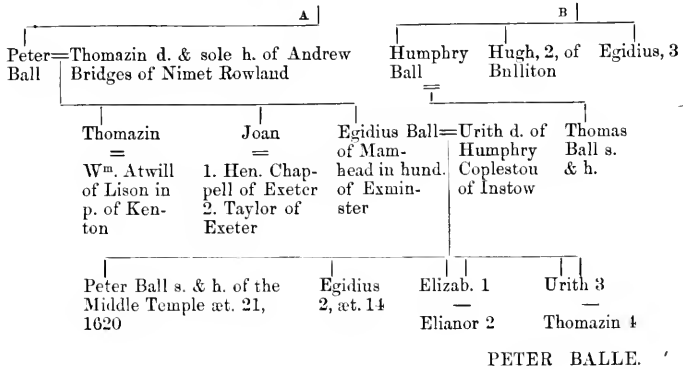 A B
Peter=Thomazin d. & sole h. of Andrew
Ball Bridges of Nimet Rowland
Humphry Hugh, 2, of Egidius, 3
Ball Bulliton
=
Thomazin Joan Egidius Ball=Urith d. of Thomas
= = of Mam- Humphry Ball s.
Wm. Atwill 1. Hen. Chap- head in hund. Coplestou & h.
of Lison in pell of Exeter of Exmin- of Instow
p. of Ken- 2. Taylor of ster
ton Exeter
Peter Ball s. & h. of the Egidius Elizab. 1 Urith 3
Middle Temple æt. 21, 2, æt. 14 — —
1620 Elianor 2 Thomazin 4
PETER BALLE.